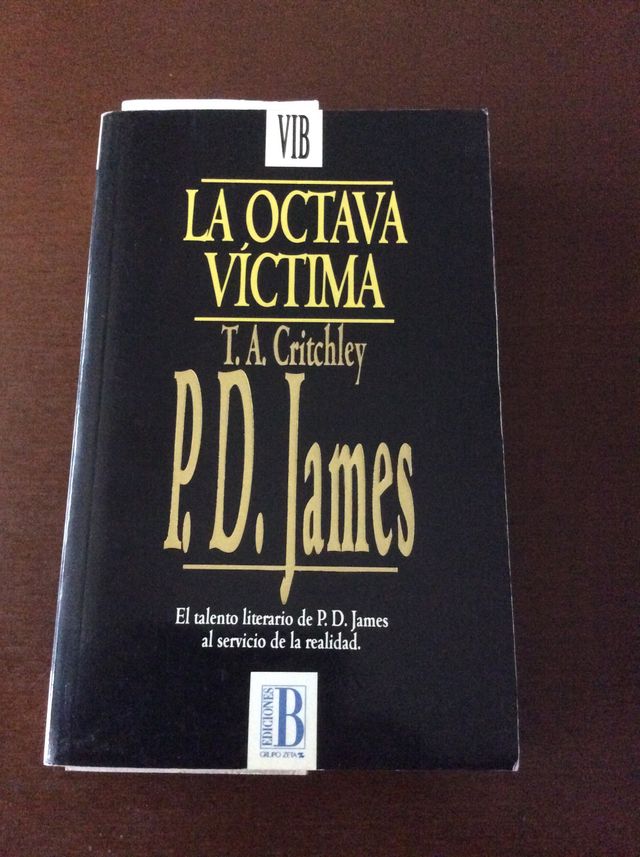 VIB
LA OCTAVA
VÍCTIMA
T. A. Critchley
P. D. James
El talento literario de P. D. James
al servicio de la realidad.
EDICIONES
B
GRUPO ZETA